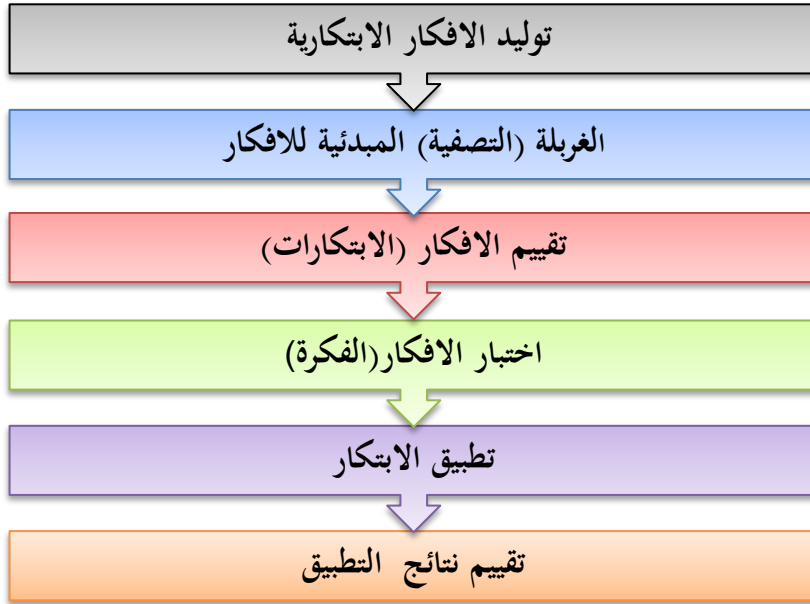 توليد الافكار الابتكارية
الغربلة (التصفية) المبدئية للافكار
تقييم الافكار (الابتكارات)
اختبار الافكار(الفكرة)
تطبيق الابتكار
تقييم نتائج التطبيق